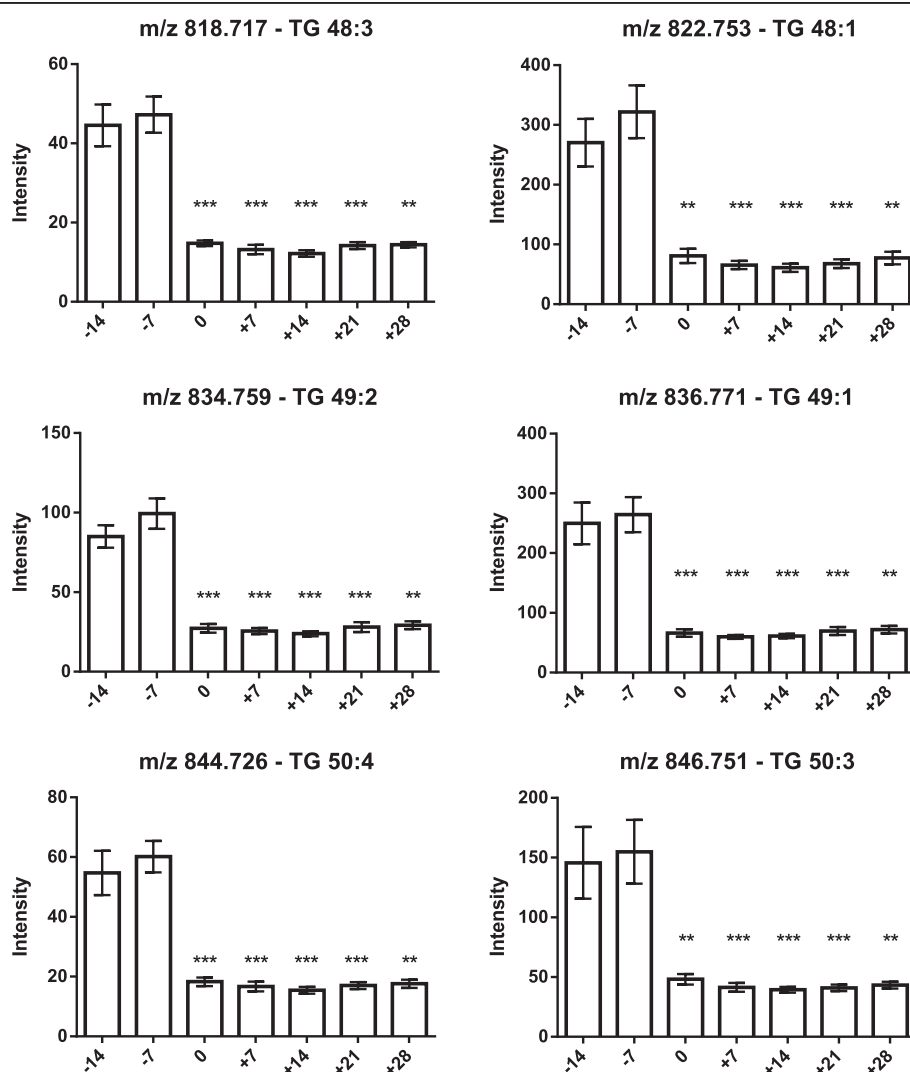 m/z 818.717 - TG 48:3
60
40
20
0
Intensity
*** *** *** *** **
-14 -7 0 +7 +14 +21 +28
m/z 822.753 - TG 48:1
400
300
200
100
0
Intensity
** *** *** *** **
-14 -7 0 +7 +14 +21 +28
m/z 834.759 - TG 49:2
150
100
50
0
Intensity
*** *** *** *** **
-14 -7 0 +7 +14 +21 +28
m/z 836.771 - TG 49:1
400
300
200
100
0
Intensity
*** *** *** *** **
-14 -7 0 +7 +14 +21 +28
m/z 844.726 - TG 50:4
80
60
40
20
0
Intensity
*** *** *** *** **
-14 -7 0 +7 +14 +21 +28
m/z 846.751 - TG 50:3
200
150
100
50
0
Intensity
** *** *** *** **
-14 -7 0 +7 +14 +21 +28